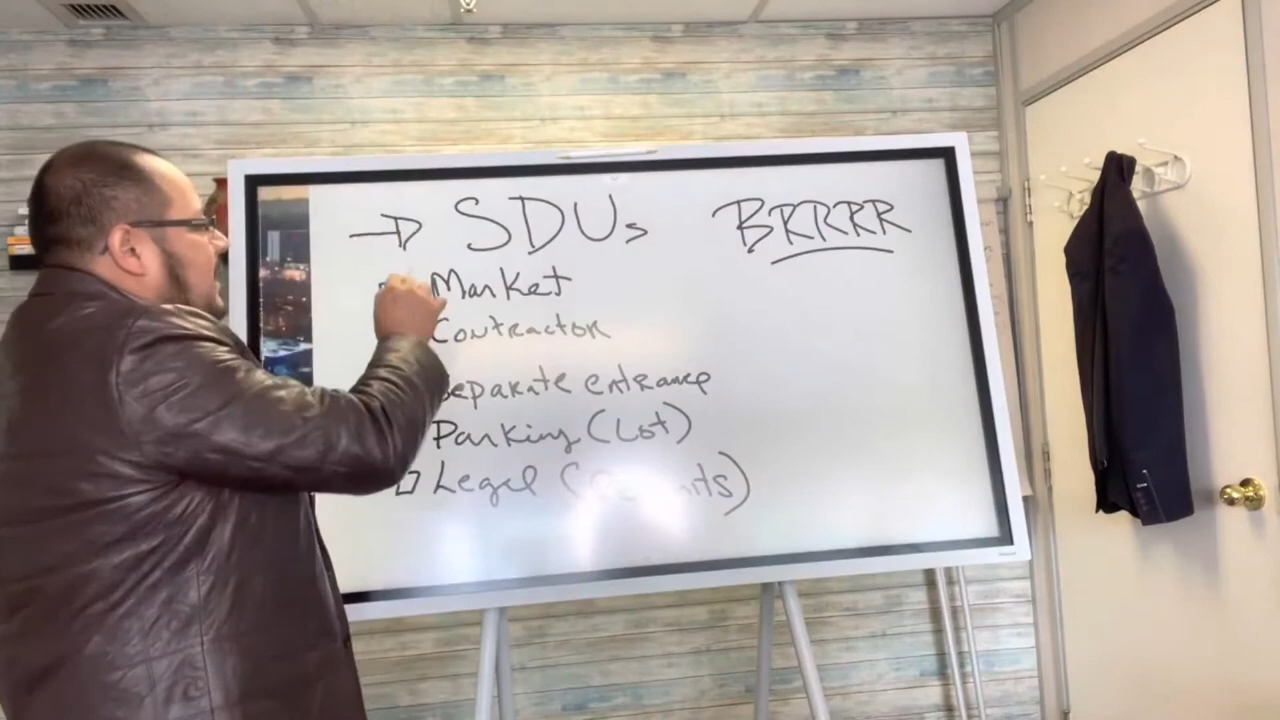 SDUs BRRRR
Market
Contractor
Separate entrance
Parking (Lot)
Legal